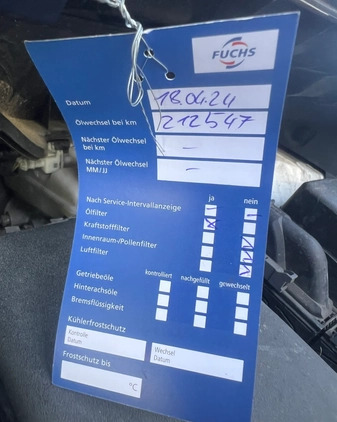 FUCHS
Datum 18.04.24
Ölwechsel bei km 212547
Nächster Ölwechsel
bei km -
Nächster Ölwechsel
MM/JJ -
ja nein
Nach Service-Intervallanzeige
Ölfilter
Kraftstofffilter
Innenraum-/Pollenfilter
Luftfilter
kontrolliert nachgefüllt gewechselt
Getriebeöle
Hinterachsöle
Bremsflüssigkeit
Kühlerfrostschutz
Kontrolle
Datum
Wechsel
Datum
Frostschutz bis
°C